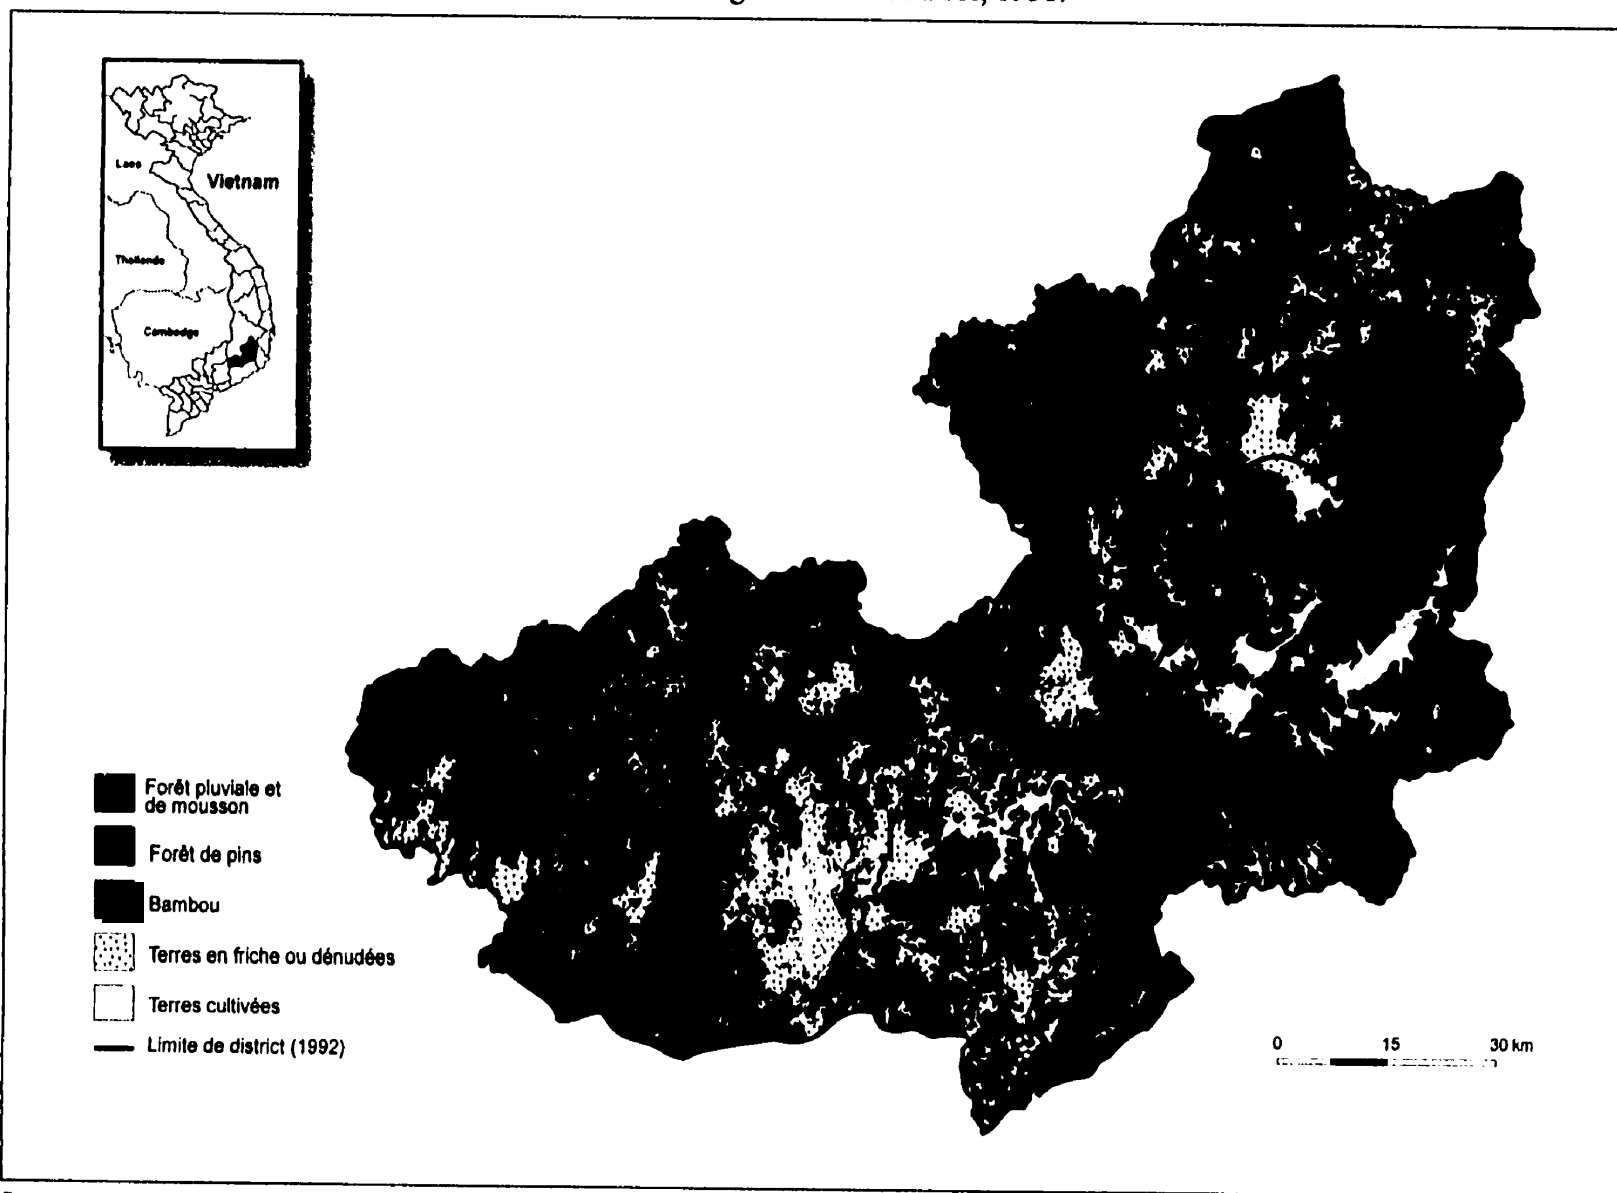 Laos
Vietnam
Thaïlande
Cambodge
Forêt pluviale et
de mousson
Forêt de pins
Bambou
Terres en friche ou dénudées
Terres cultivées
Limite de district (1992)
0 15 30 km